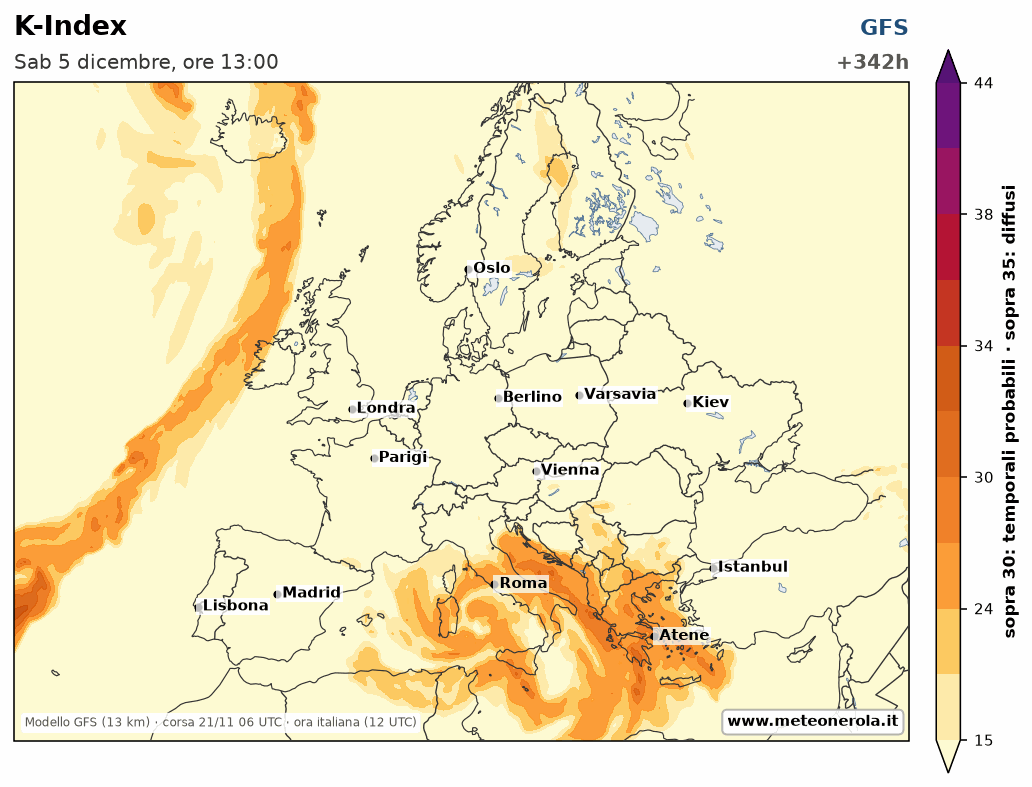 K-Index
GFS
Sab 5 dicembre, ore 13:00
+342h
44
38
34
30
24
15
sopra 30: temporali probabili · sopra 35: diffusi
Oslo
Londra
Berlino
Varsavia
Kiev
Parigi
Vienna
Roma
Istanbul
Madrid
Lisbona
Atene
Modello GFS (13 km) · corsa 21/11 06 UTC · ora italiana (12 UTC)
www.meteonerola.it